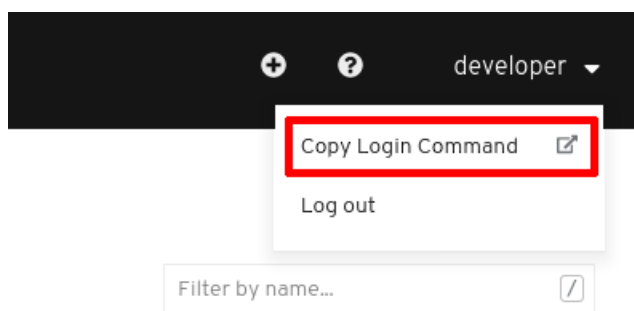 developer
Copy Login Command
Log out
Filter by name...
/